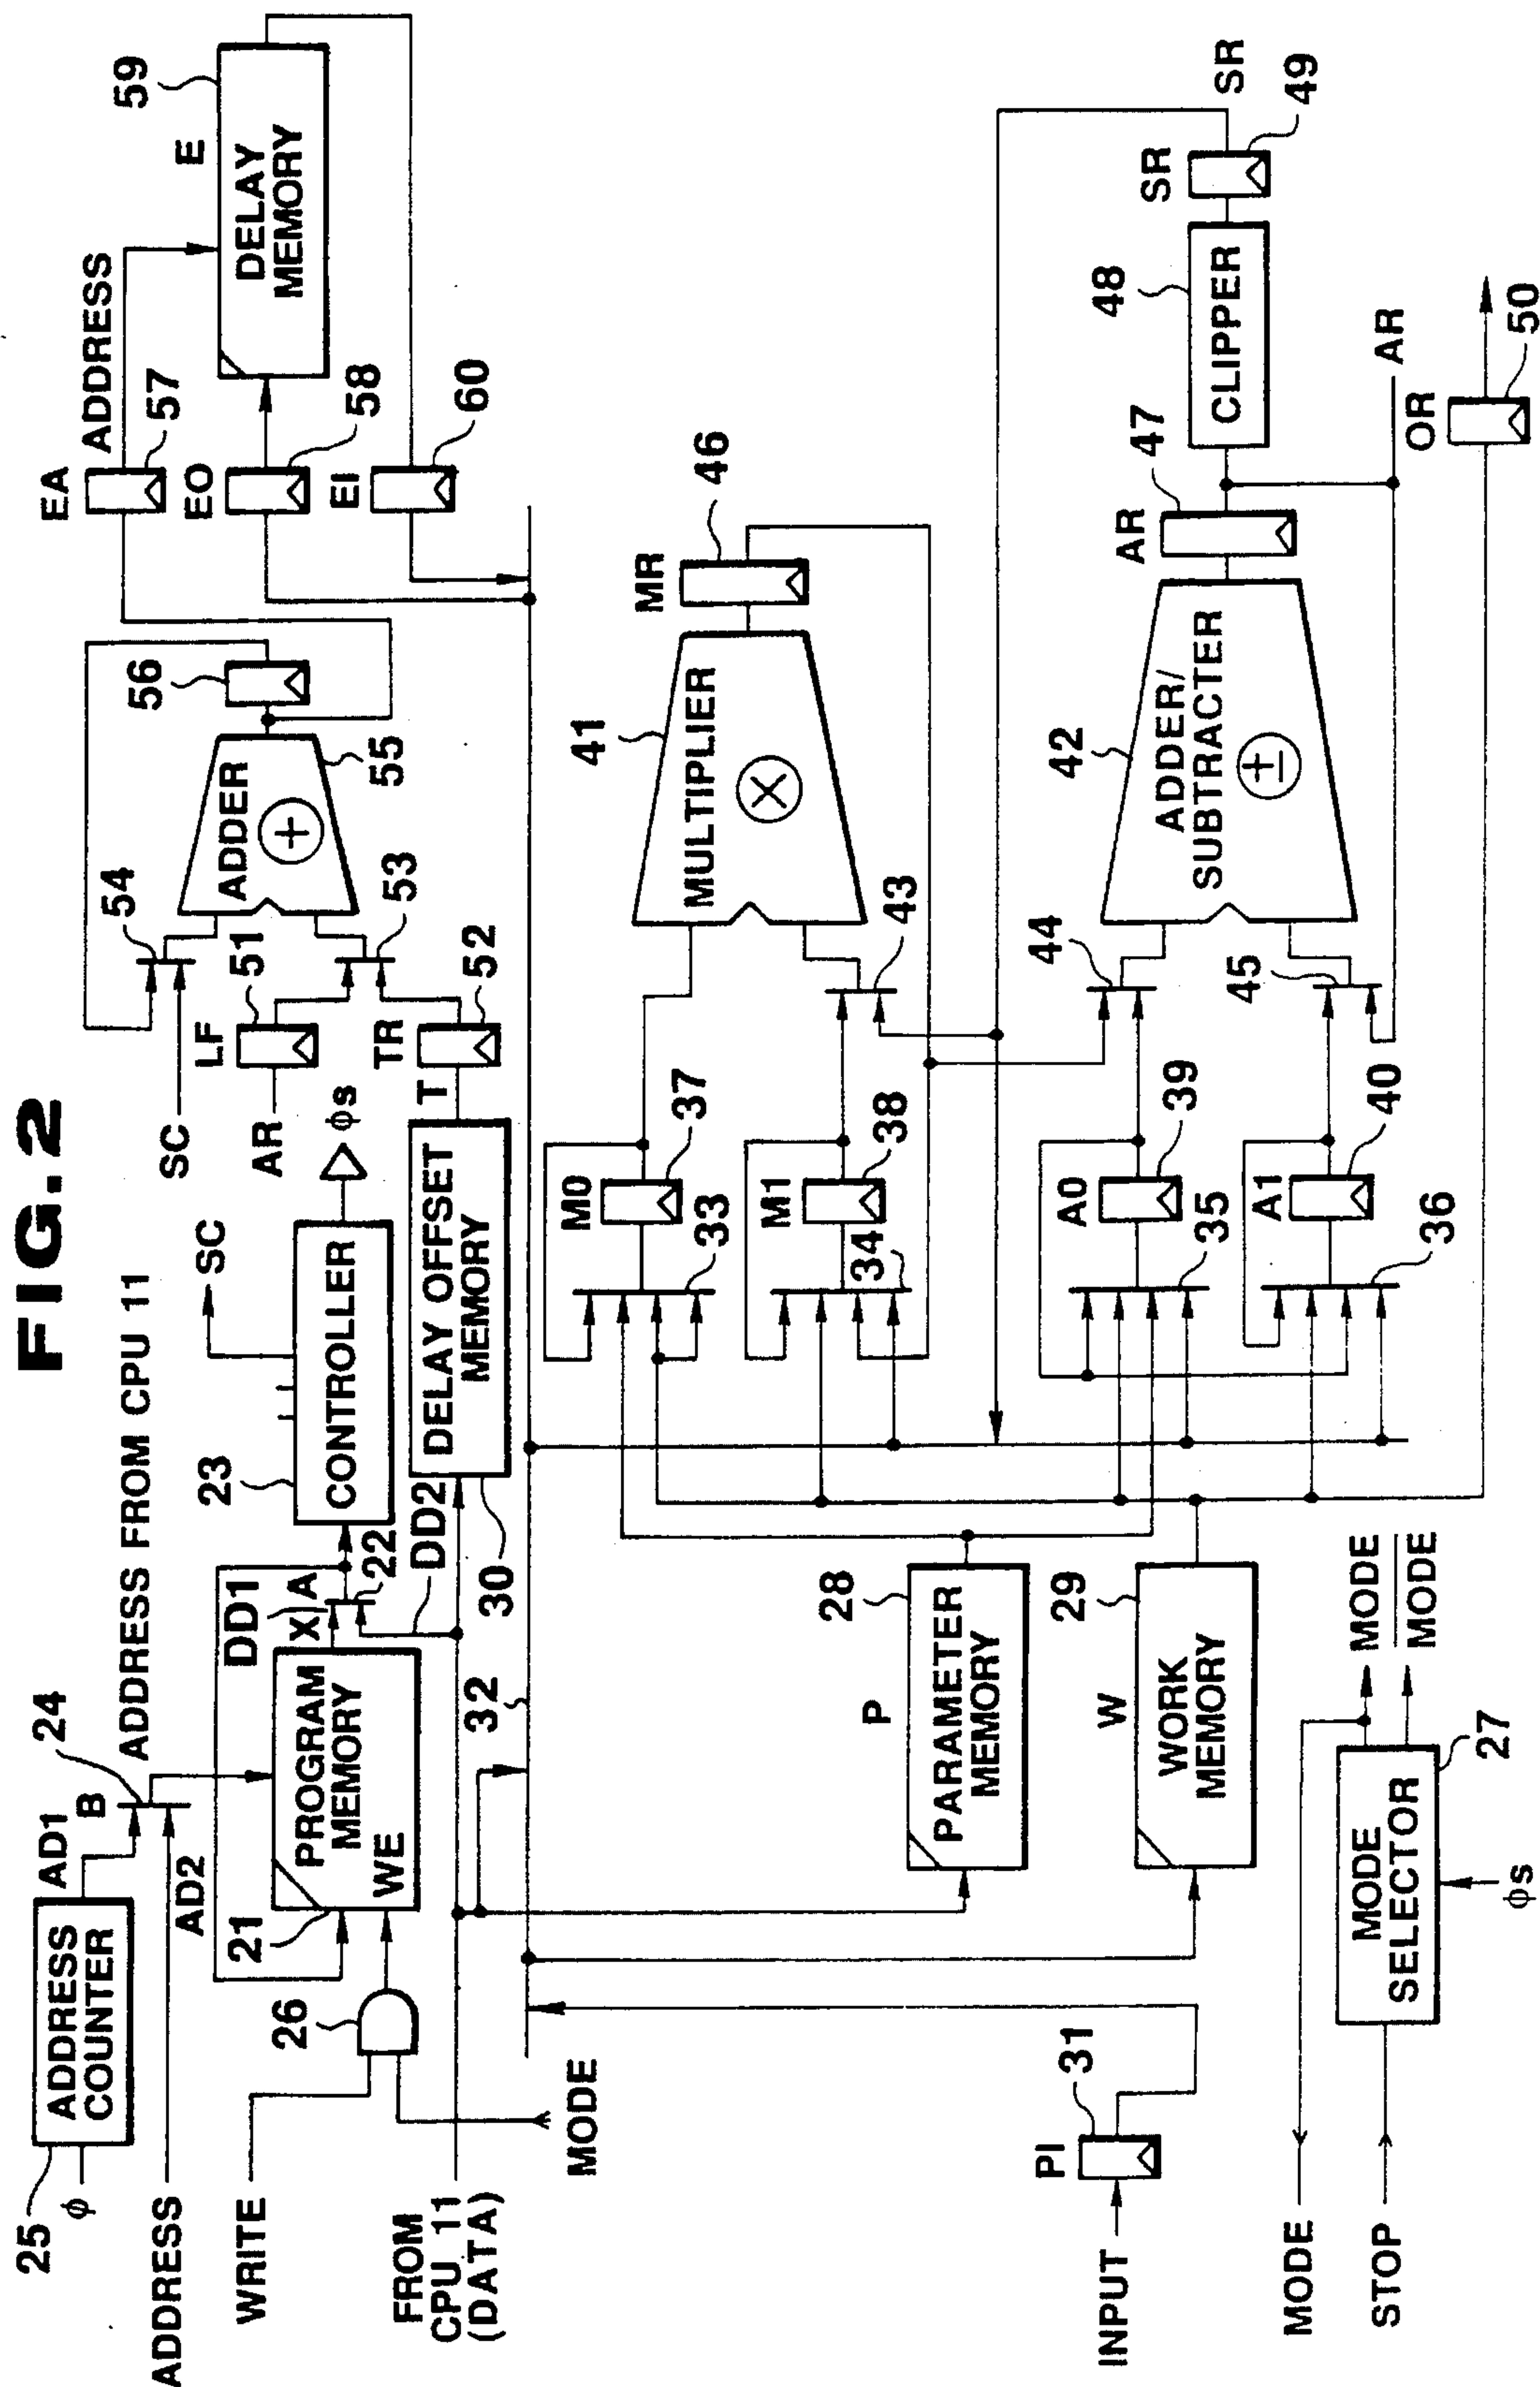 FIG.2
25
ADDRESS
COUNTER
φ
AD1
B
24
ADDRESS FROM CPU 11
ADDRESS
AD2
WRITE
26
21
PROGRAM
MEMORY
WE
DD1
X|A
22
23
CONTROLLER
SC
φs
FROM
CPU 11
(DATA)
MODE
32
DD2
30
DELAY OFFSET
MEMORY
T
TR
52
SC
AR
LF
51
54
53
ADDER
+
55
56
EA
57
ADDRESS
EO
58
EI
60
E
59
DELAY
MEMORY
M0
37
33
M1
38
34
43
41
MULTIPLIER
×
MR
46
P
28
PARAMETER
MEMORY
W
29
WORK
MEMORY
A0
39
35
A1
40
36
44
45
42
ADDER/
SUBTRACTER
±
AR
47
48
CLIPPER
SR
49
SR
AR
OR
50
INPUT
PI
31
MODE
STOP
MODE
SELECTOR
27
φs
MODE
MODE